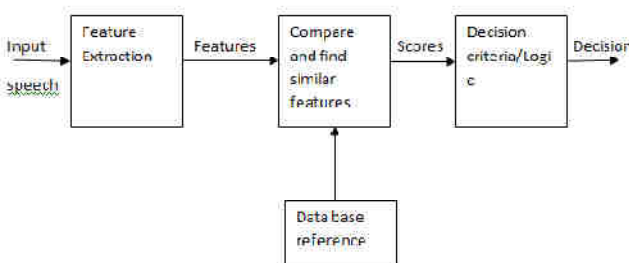 Input
speech
Feature
Extraction
Features
Compare
and find
similar
features
Scores
Decision
criteria/Logi
c
Decision
Data base
reference